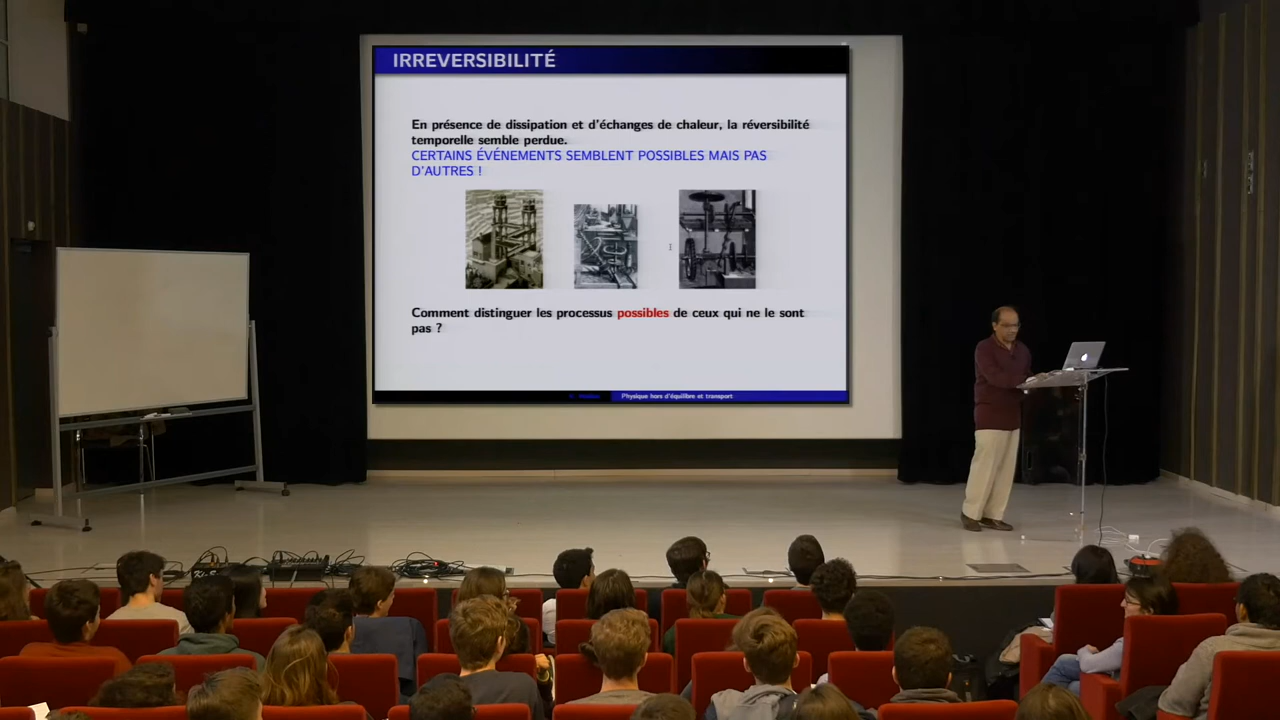 IRREVERSIBILITÉ
En présence de dissipation et d'échanges de chaleur, la réversibilité
temporelle semble perdue.
CERTAINS ÉVÉNEMENTS SEMBLENT POSSIBLES MAIS PAS
D'AUTRES !
Comment distinguer les processus possibles de ceux qui ne le sont
pas ?
Physique hors d'équilibre et transport